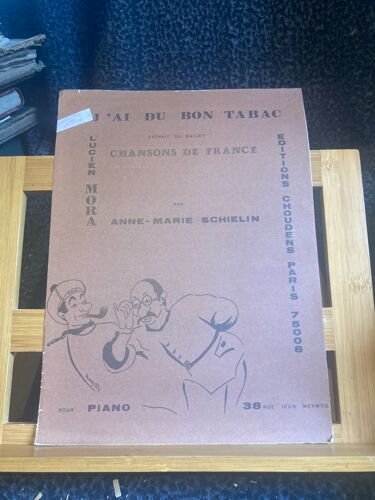 J'AI DU BON TABAC
EXTRAIT DU BALLET
CHANSONS DE FRANCE
LUCIEN MORA
PAR
ANNE-MARIE SCHIELIN
EDITIONS CHOUDENS PARIS 75008
POUR PIANO
38 RUE JEAN MERMOZ